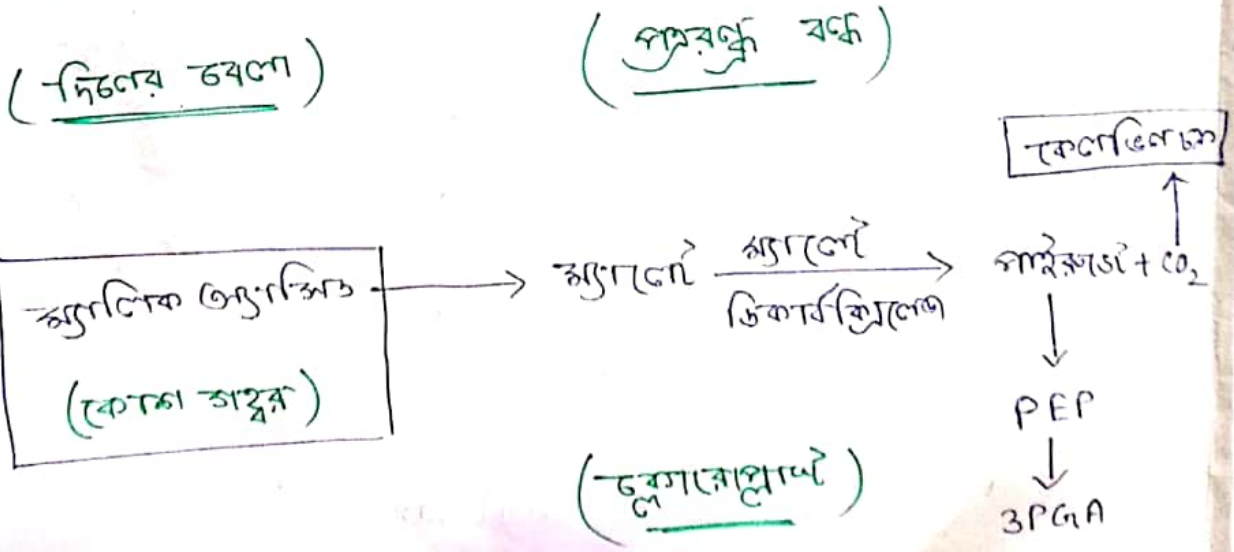 (দিনের বেলা)
(পত্ররন্ধ্র বন্ধ)
কেলভিন চক্র
ম্যালিক অ্যাসিড
(কোশ গহ্বর)
ম্যালেট
ম্যালেট
ডিকার্বক্সিলেজ
পাইরুভেট + CO₂
PEP
3PGA
(ক্লোরোপ্লাস্ট)